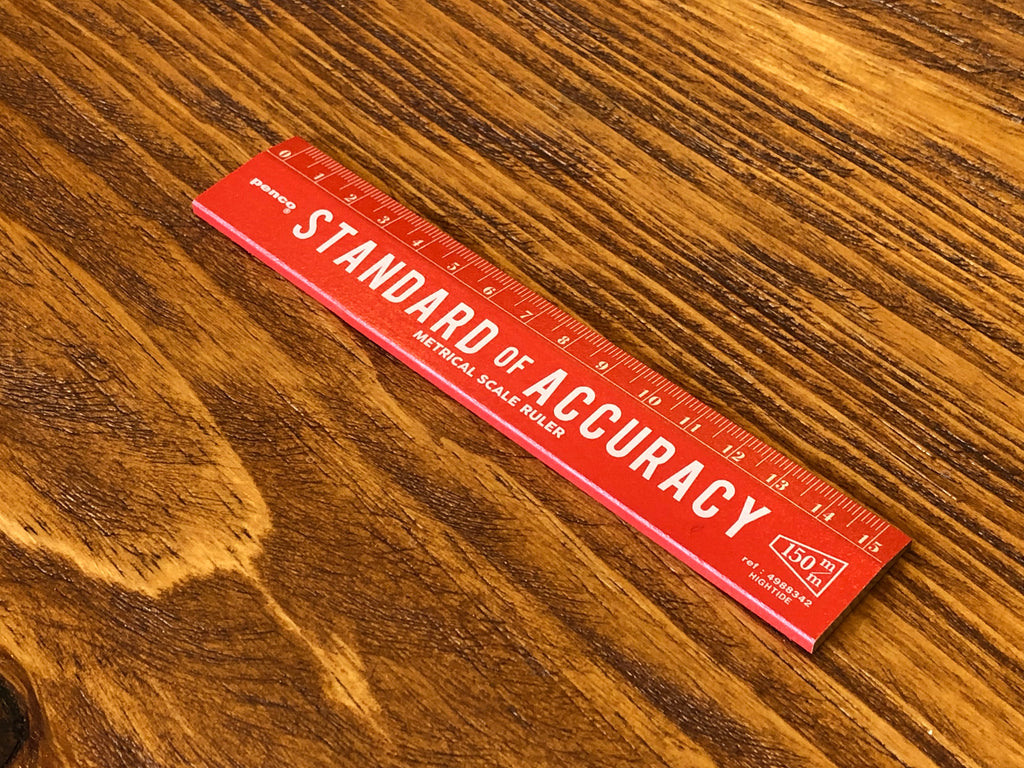 0 1 2 3 4 5 6 7 8 9 10 11 12 13 14 15
penco®
STANDARD OF ACCURACY
METRICAL SCALE RULER
150 m/m
ref : 4988342
HIGHTIDE